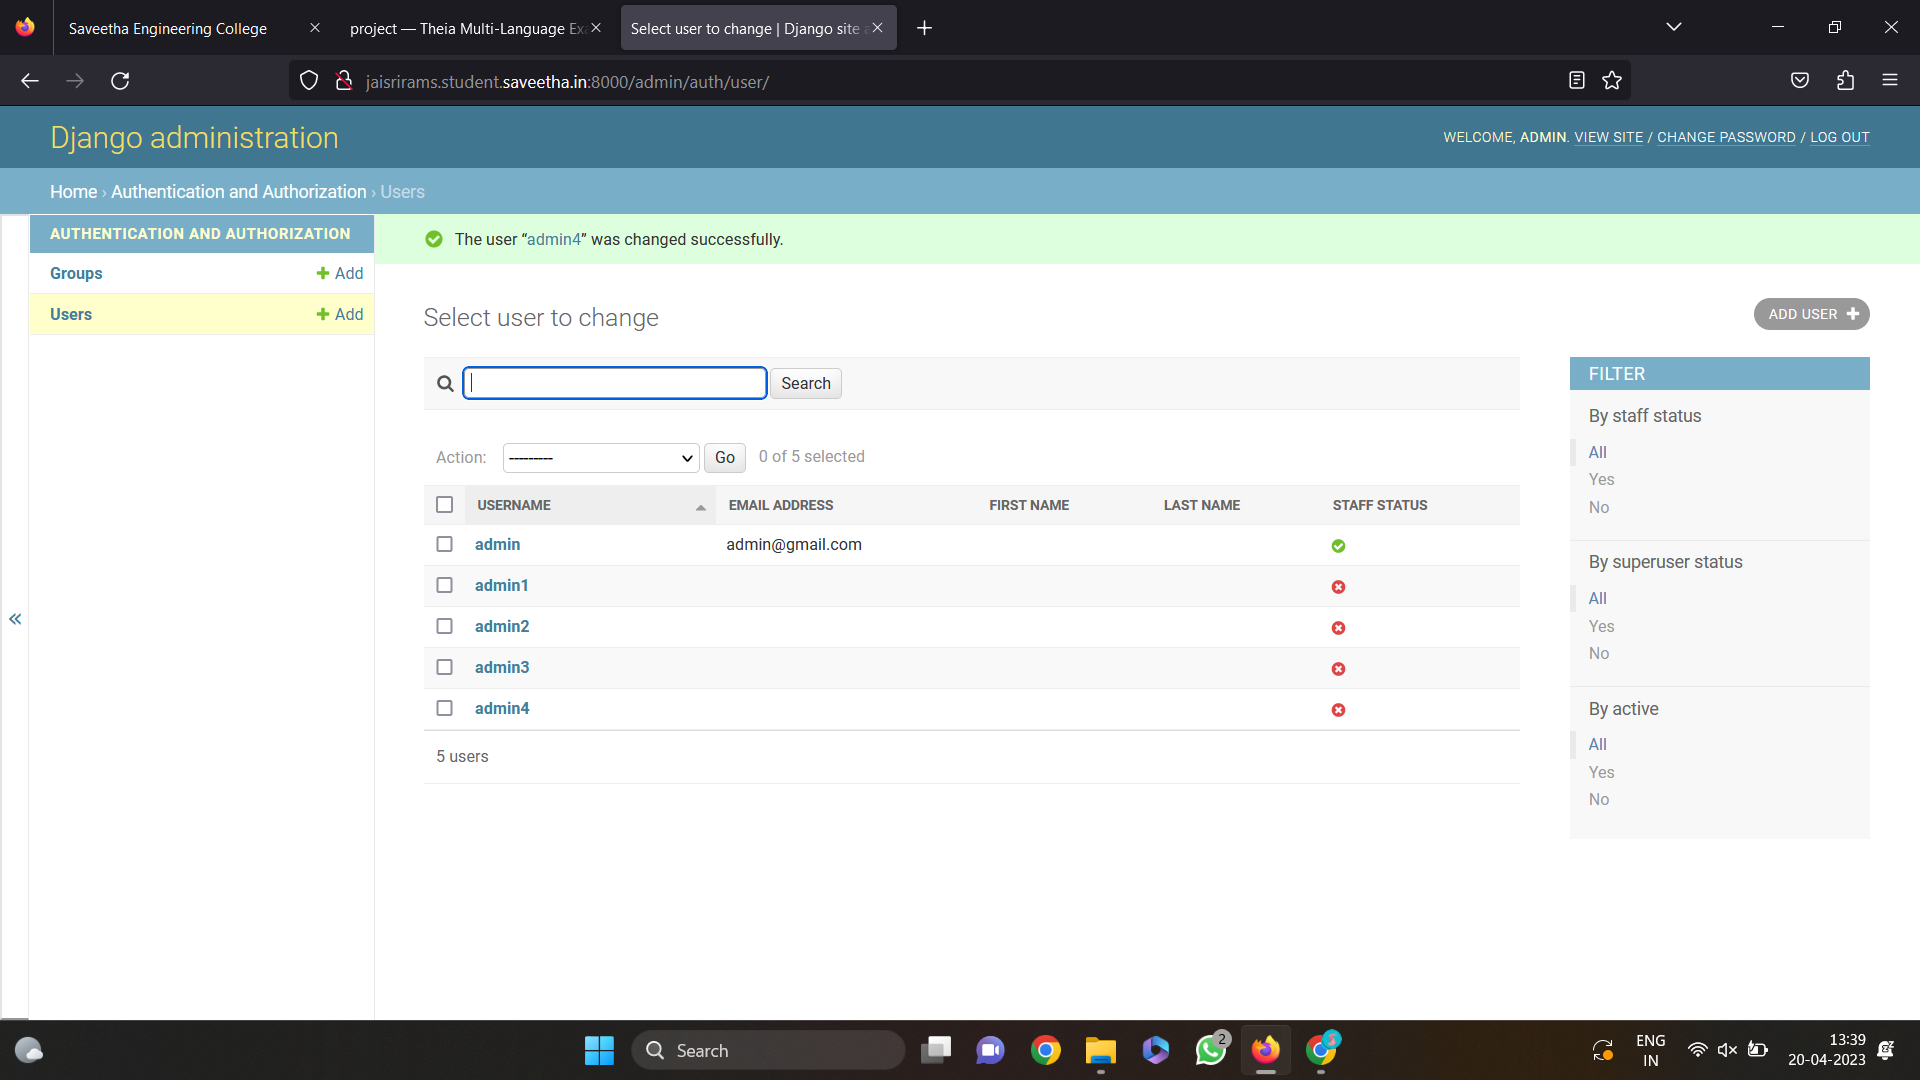 Saveetha Engineering College
project — Theia Multi-Language Ex
Select user to change | Django site a
jaisrirams.student.saveetha.in:8000/admin/auth/user/
Django administration
WELCOME, ADMIN. VIEW SITE / CHANGE PASSWORD / LOG OUT
Home › Authentication and Authorization › Users
AUTHENTICATION AND AUTHORIZATION
Groups + Add
Users + Add
«
The user “admin4” was changed successfully.
Select user to change
ADD USER +
Search
Action: --------- Go 0 of 5 selected
USERNAME EMAIL ADDRESS FIRST NAME LAST NAME STAFF STATUS
admin admin@gmail.com
admin1
admin2
admin3
admin4
5 users
FILTER
By staff status
All
Yes
No
By superuser status
All
Yes
No
By active
All
Yes
No
Search
2
ENG
IN
13:39
20-04-2023